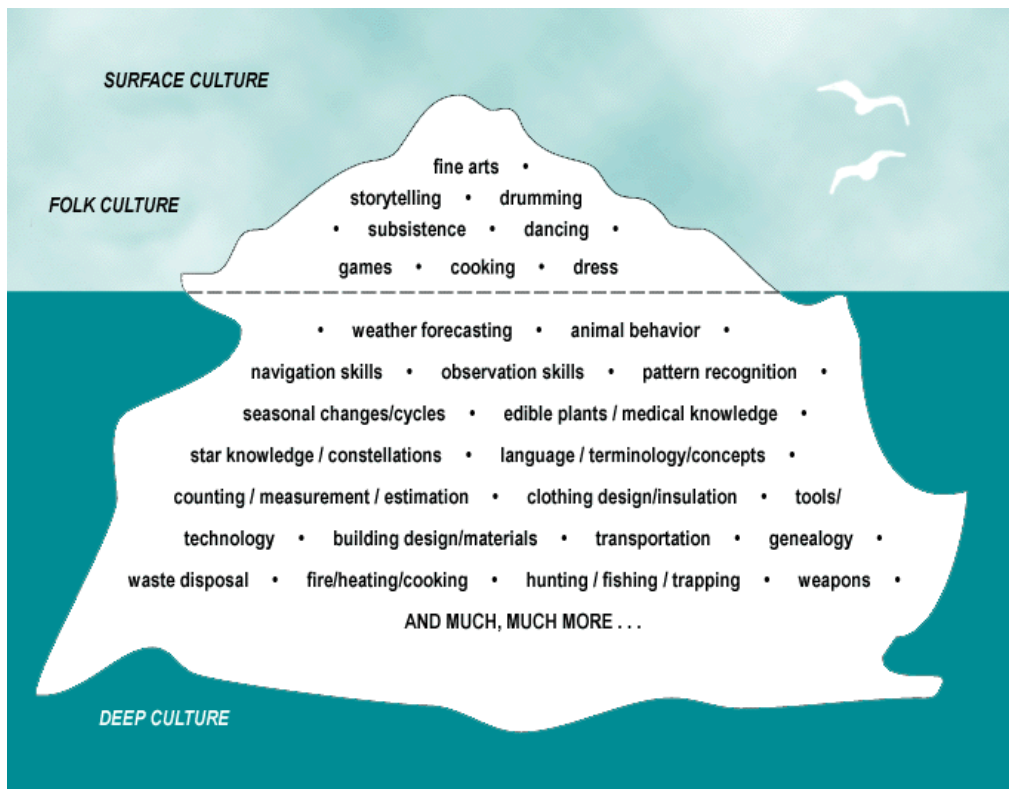 SURFACE CULTURE
fine arts •
storytelling • drumming
FOLK CULTURE
• subsistence • dancing •
games • cooking • dress
• weather forecasting • animal behavior •
navigation skills • observation skills • pattern recognition •
seasonal changes/cycles • edible plants / medical knowledge •
star knowledge / constellations • language / terminology/concepts •
counting / measurement / estimation • clothing design/insulation • tools/
technology • building design/materials • transportation • genealogy •
waste disposal • fire/heating/cooking • hunting / fishing / trapping • weapons •
AND MUCH, MUCH MORE . . .
DEEP CULTURE